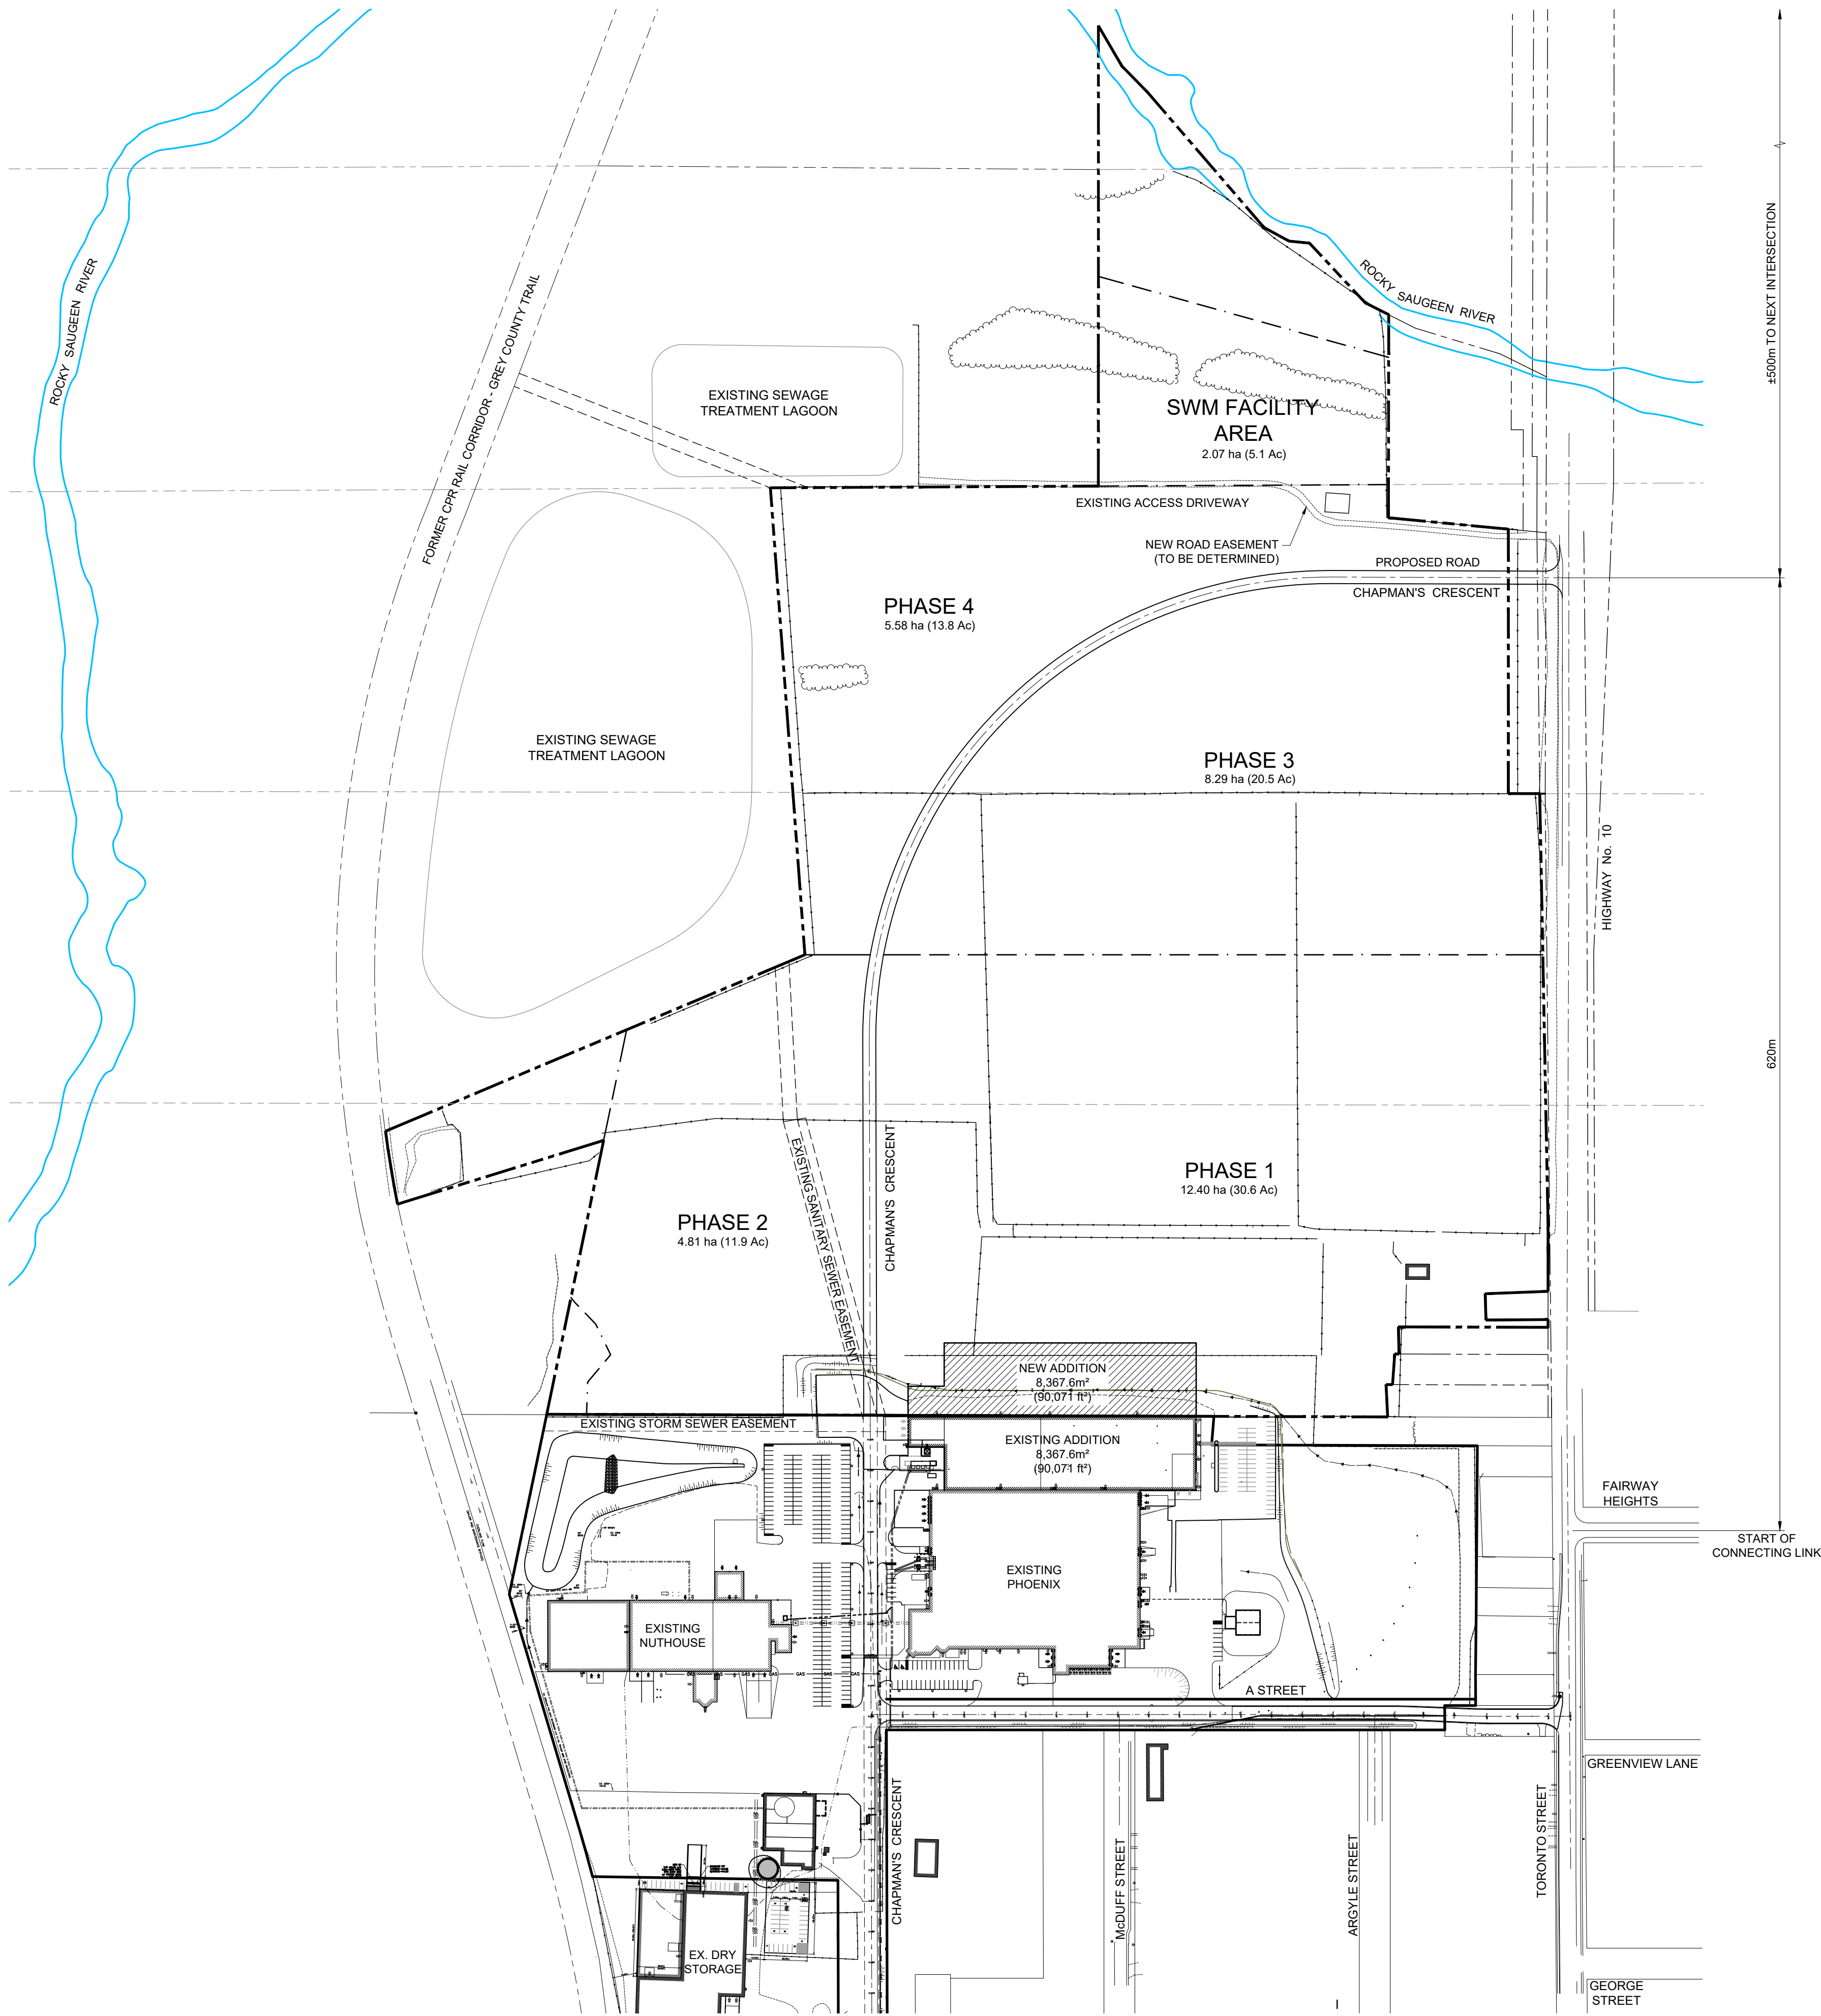 ±500m TO NEXT INTERSECTION
ROCKY SAUGEEN RIVER
ROCKY SAUGEEN RIVER
FORMER CPR RAIL CORRIDOR - GREY COUNTY TRAIL
EXISTING SEWAGE
TREATMENT LAGOON
SWM FACILITY
AREA
2.07 ha (5.1 Ac)
EXISTING ACCESS DRIVEWAY
NEW ROAD EASEMENT
(TO BE DETERMINED)
PROPOSED ROAD
CHAPMAN'S CRESCENT
PHASE 4
5.58 ha (13.8 Ac)
EXISTING SEWAGE
TREATMENT LAGOON
PHASE 3
8.29 ha (20.5 Ac)
HIGHWAY No. 10
620m
CHAPMAN'S CRESCENT
EXISTING SANITARY SEWER EASEMENT
PHASE 1
12.40 ha (30.6 Ac)
PHASE 2
4.81 ha (11.9 Ac)
NEW ADDITION
8,367.6m²
(90,071 ft²)
EXISTING STORM SEWER EASEMENT
EXISTING ADDITION
8,367.6m²
(90,071 ft²)
FAIRWAY
HEIGHTS
START OF
CONNECTING LINK
EXISTING
PHOENIX
EXISTING
NUTHOUSE
GAS GAS GAS GAS GAS
A STREET
GREENVIEW LANE
CHAPMAN'S CRESCENT
McDUFF STREET
ARGYLE STREET
TORONTO STREET
EX. DRY
STORAGE
GEORGE
STREET